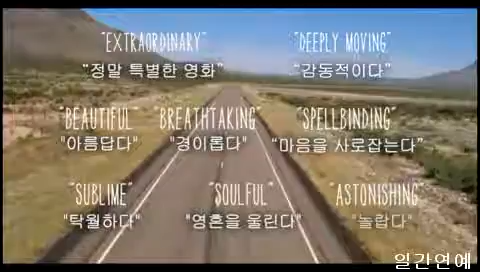 "EXTRAORDINARY" "DEEPLY MOVING"
"정말 특별한 영화" "감동적이다"
"BEAUTIFUL" "BREATHTAKING" "SPELLBINDING"
"아름답다" "경이롭다" "마음을 사로잡는다"
"SUBLIME" "SOULFUL" "ASTONISHING"
"탁월하다" "영혼을 울린다" "놀랍다"
일간연예